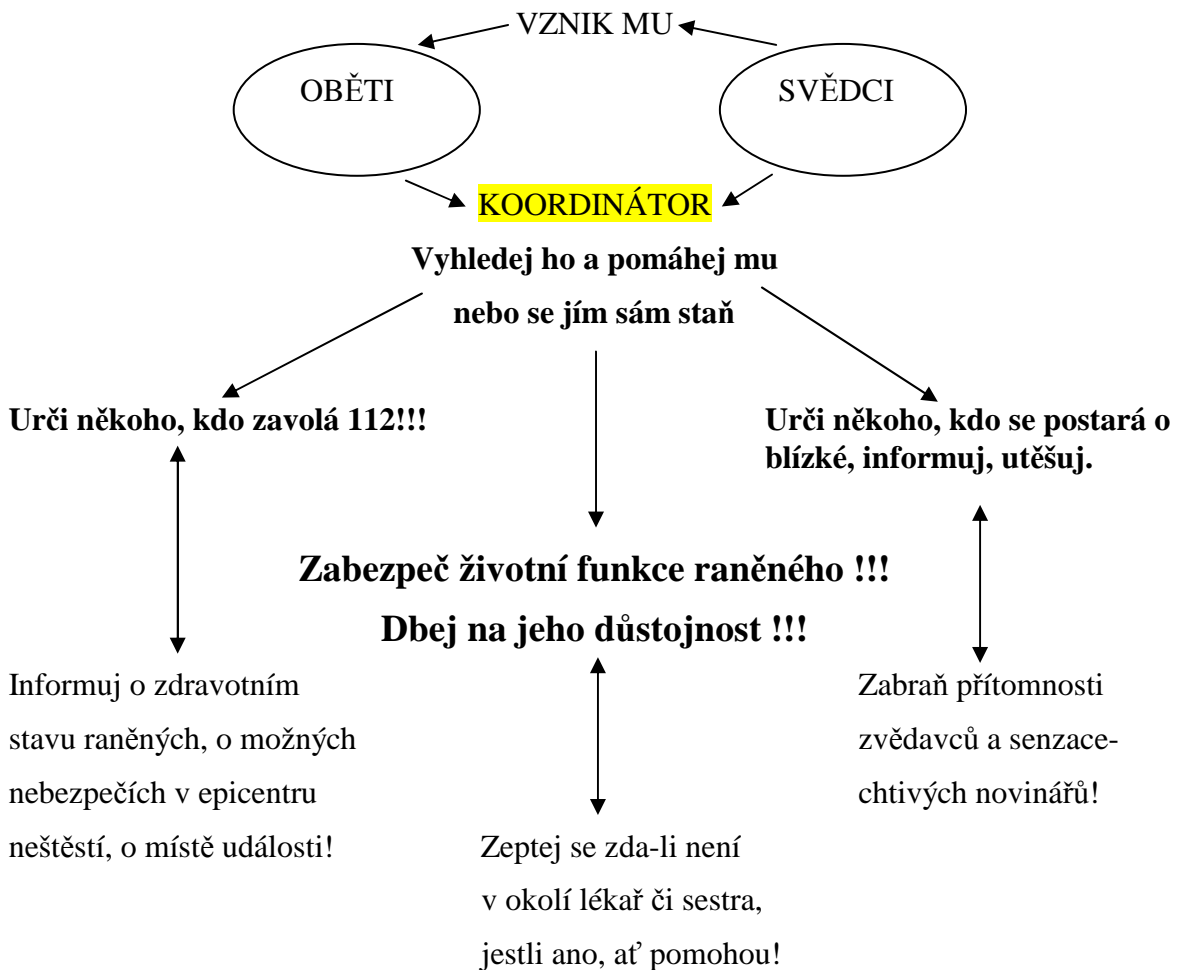 VZNIK MU
OBĚTI
SVĚDCI
KOORDINÁTOR
Vyhledej ho a pomáhej mu
nebo se jím sám staň
Urči někoho, kdo zavolá 112!!!
Urči někoho, kdo se postará o
blízké, informuj, utěšuj.
Zabezpeč životní funkce raněného !!!
Dbej na jeho důstojnost !!!
Informuj o zdravotním
stavu raněných, o možných
nebezpečích v epicentru
neštěstí, o místě události!
Zabraň přítomnosti
zvědavců a senzace-
chtivých novinářů!
Zeptej se zda-li není
v okolí lékař či sestra,
jestli ano, ať pomohou!